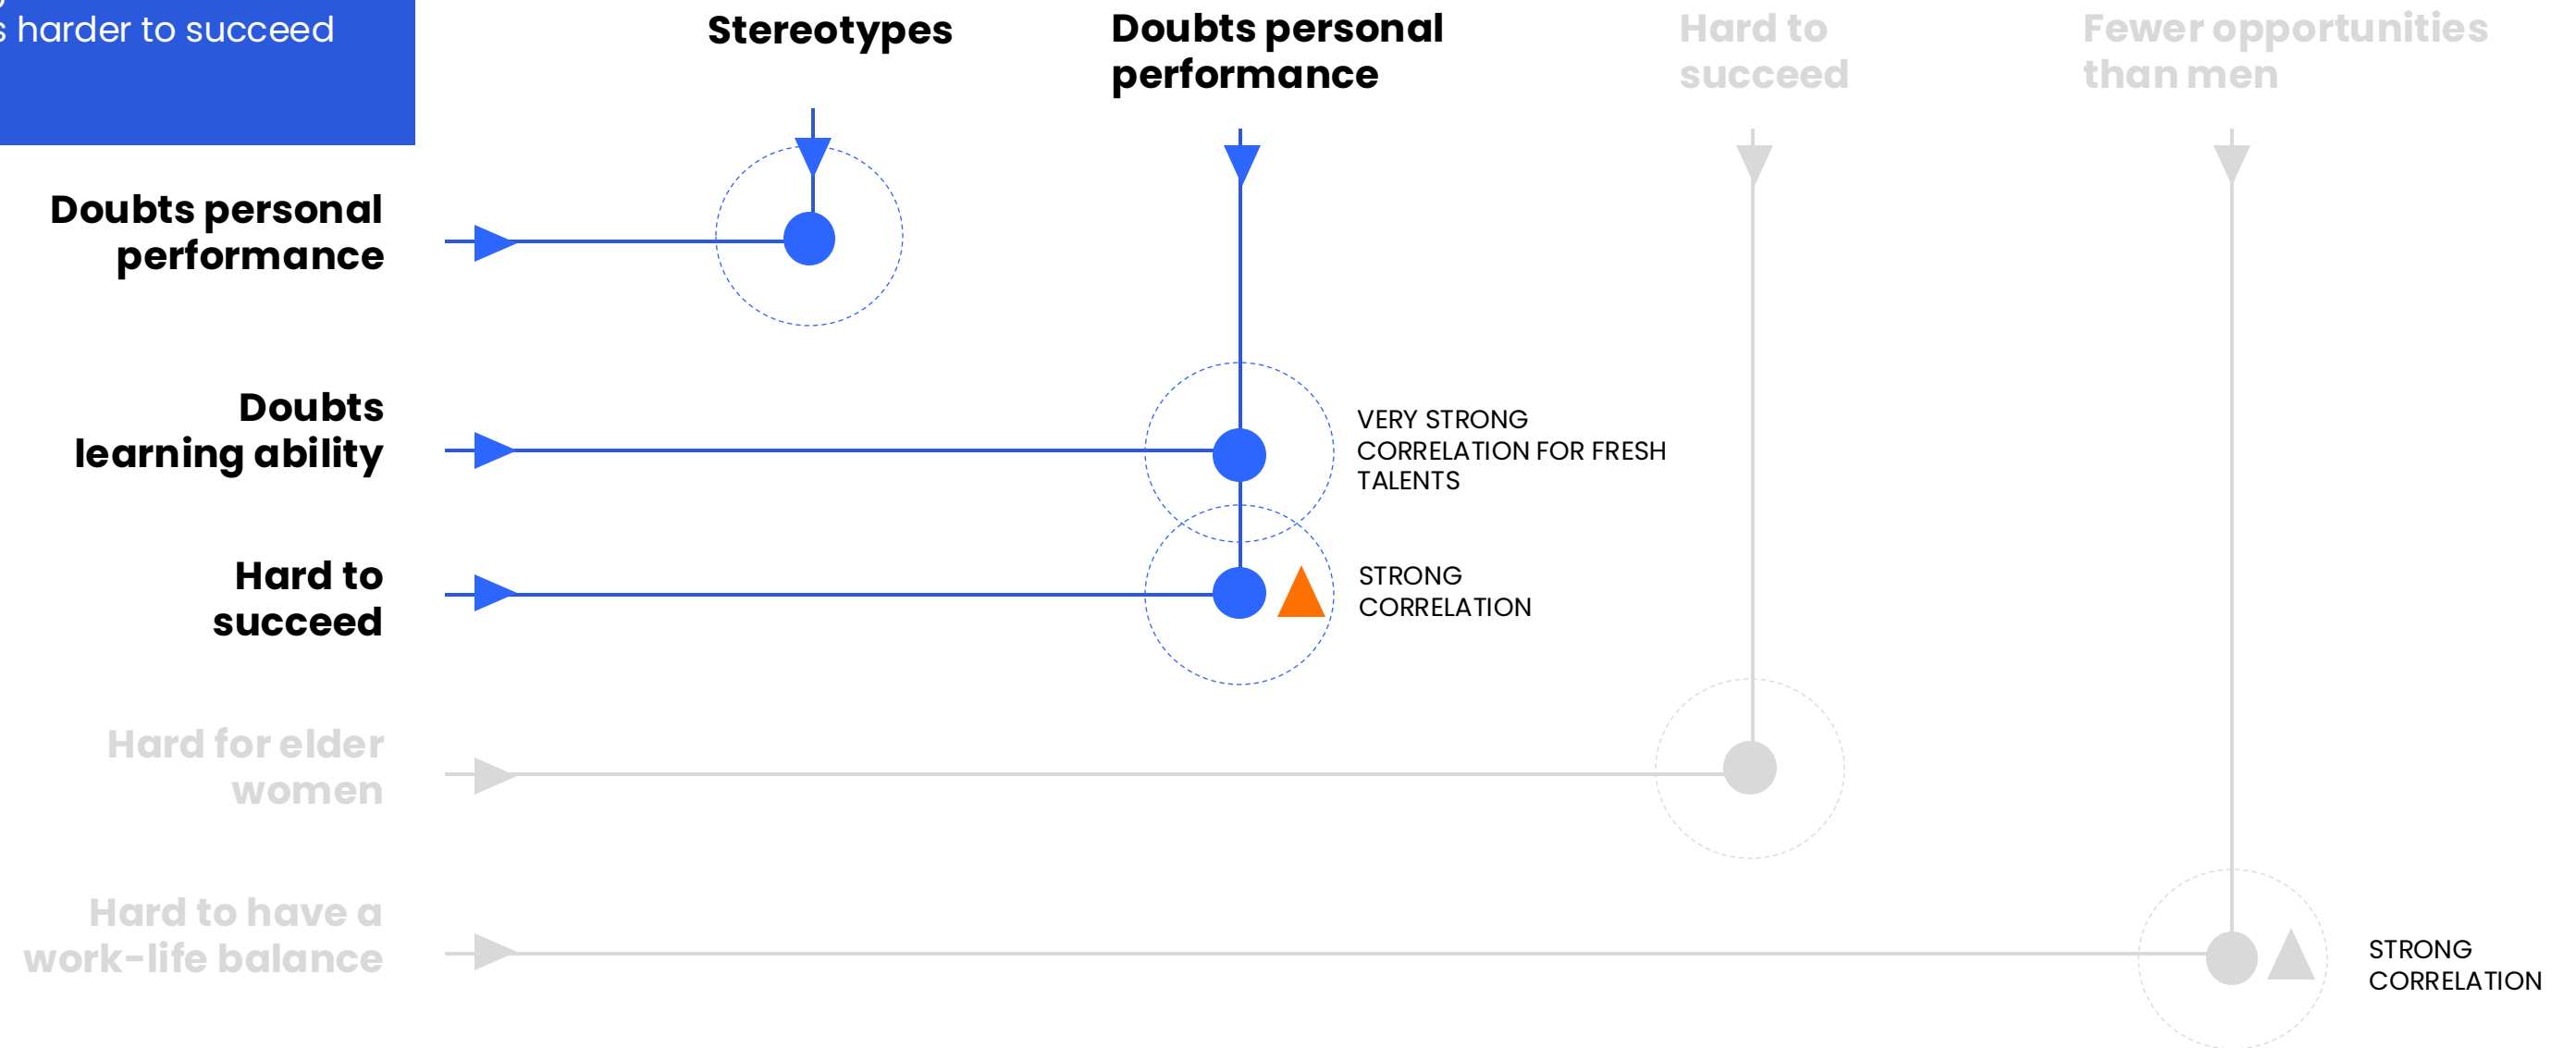 s harder to succeed
Stereotypes
Doubts personal
performance
Hard to
succeed
Fewer opportunities
than men
Doubts personal
performance
Doubts
learning ability
VERY STRONG
CORRELATION FOR FRESH
TALENTS
Hard to
succeed
STRONG
CORRELATION
Hard for elder
women
Hard to have a
work-life balance
STRONG
CORRELATION